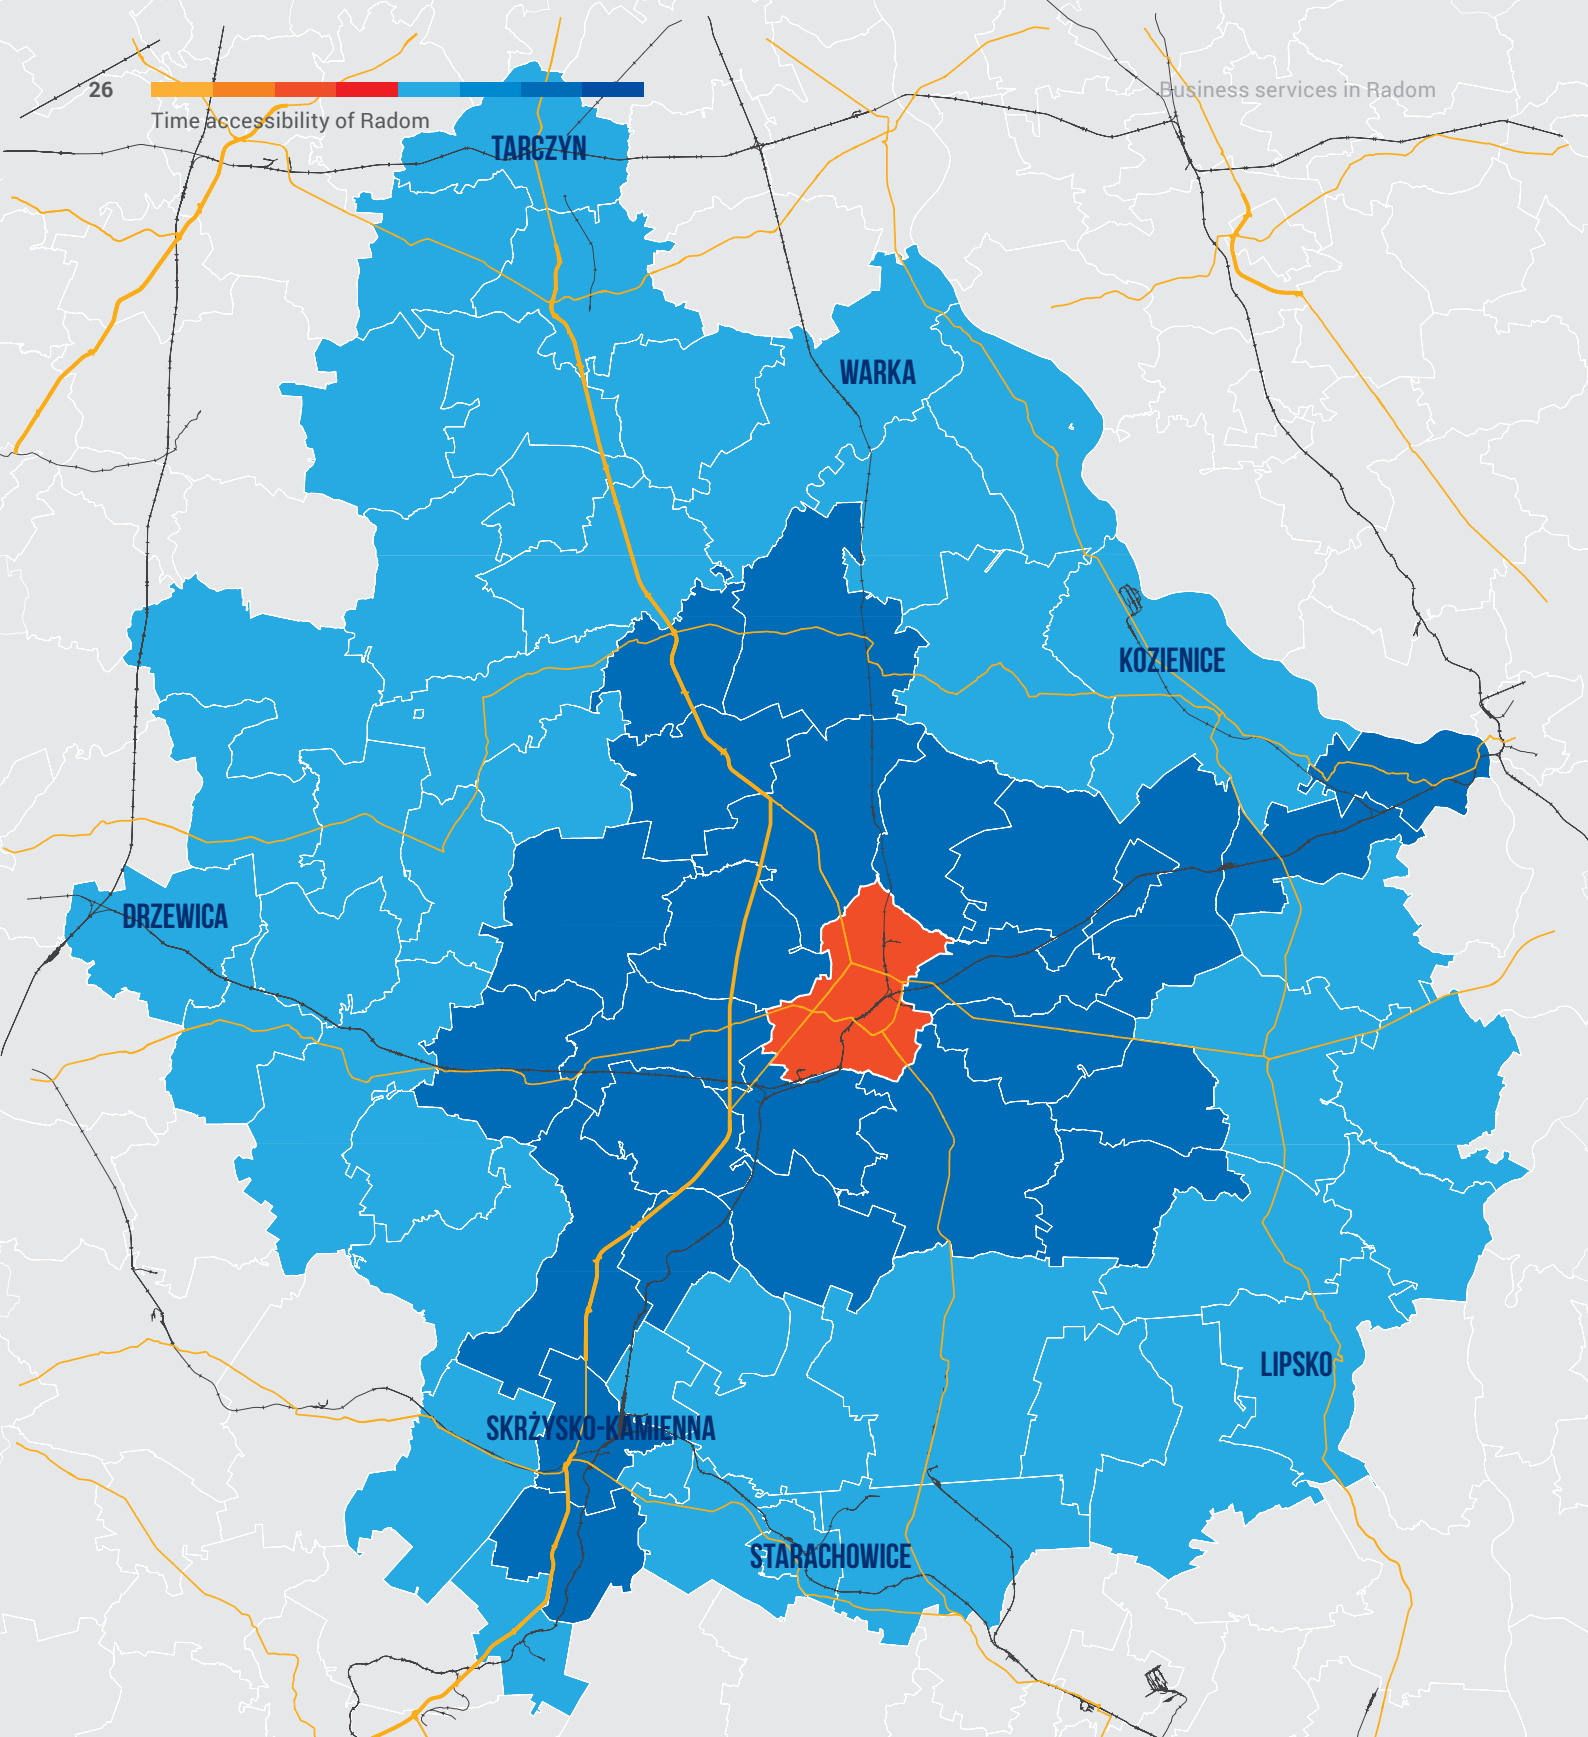 26
Business services in Radom
Time accessibility of Radom
TARCZYN
WARKA
KOZIENICE
DRZEWICA
LIPSKO
SKRŻYSKO-KAMIENNA
STARACHOWICE